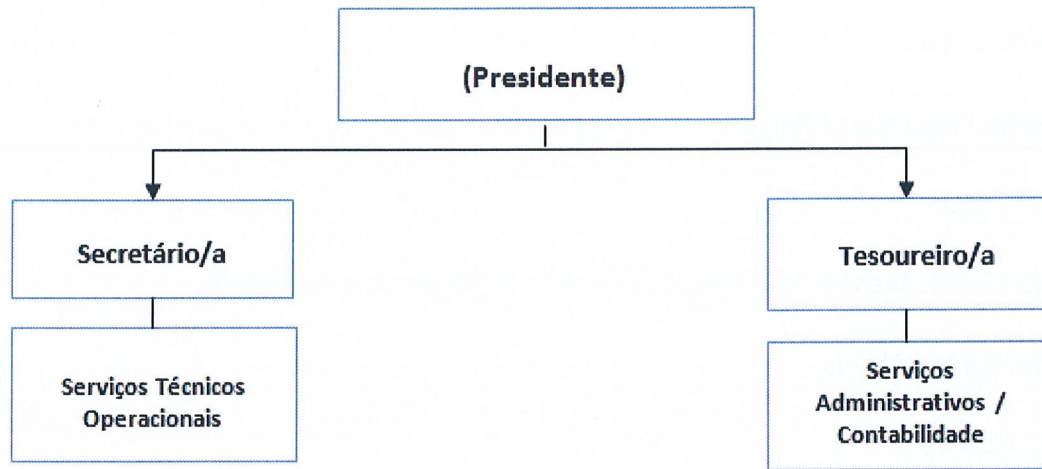 (Presidente)
Secretário/a
Tesoureiro/a
Serviços Técnicos
Operacionais
Serviços
Administrativos /
Contabilidade